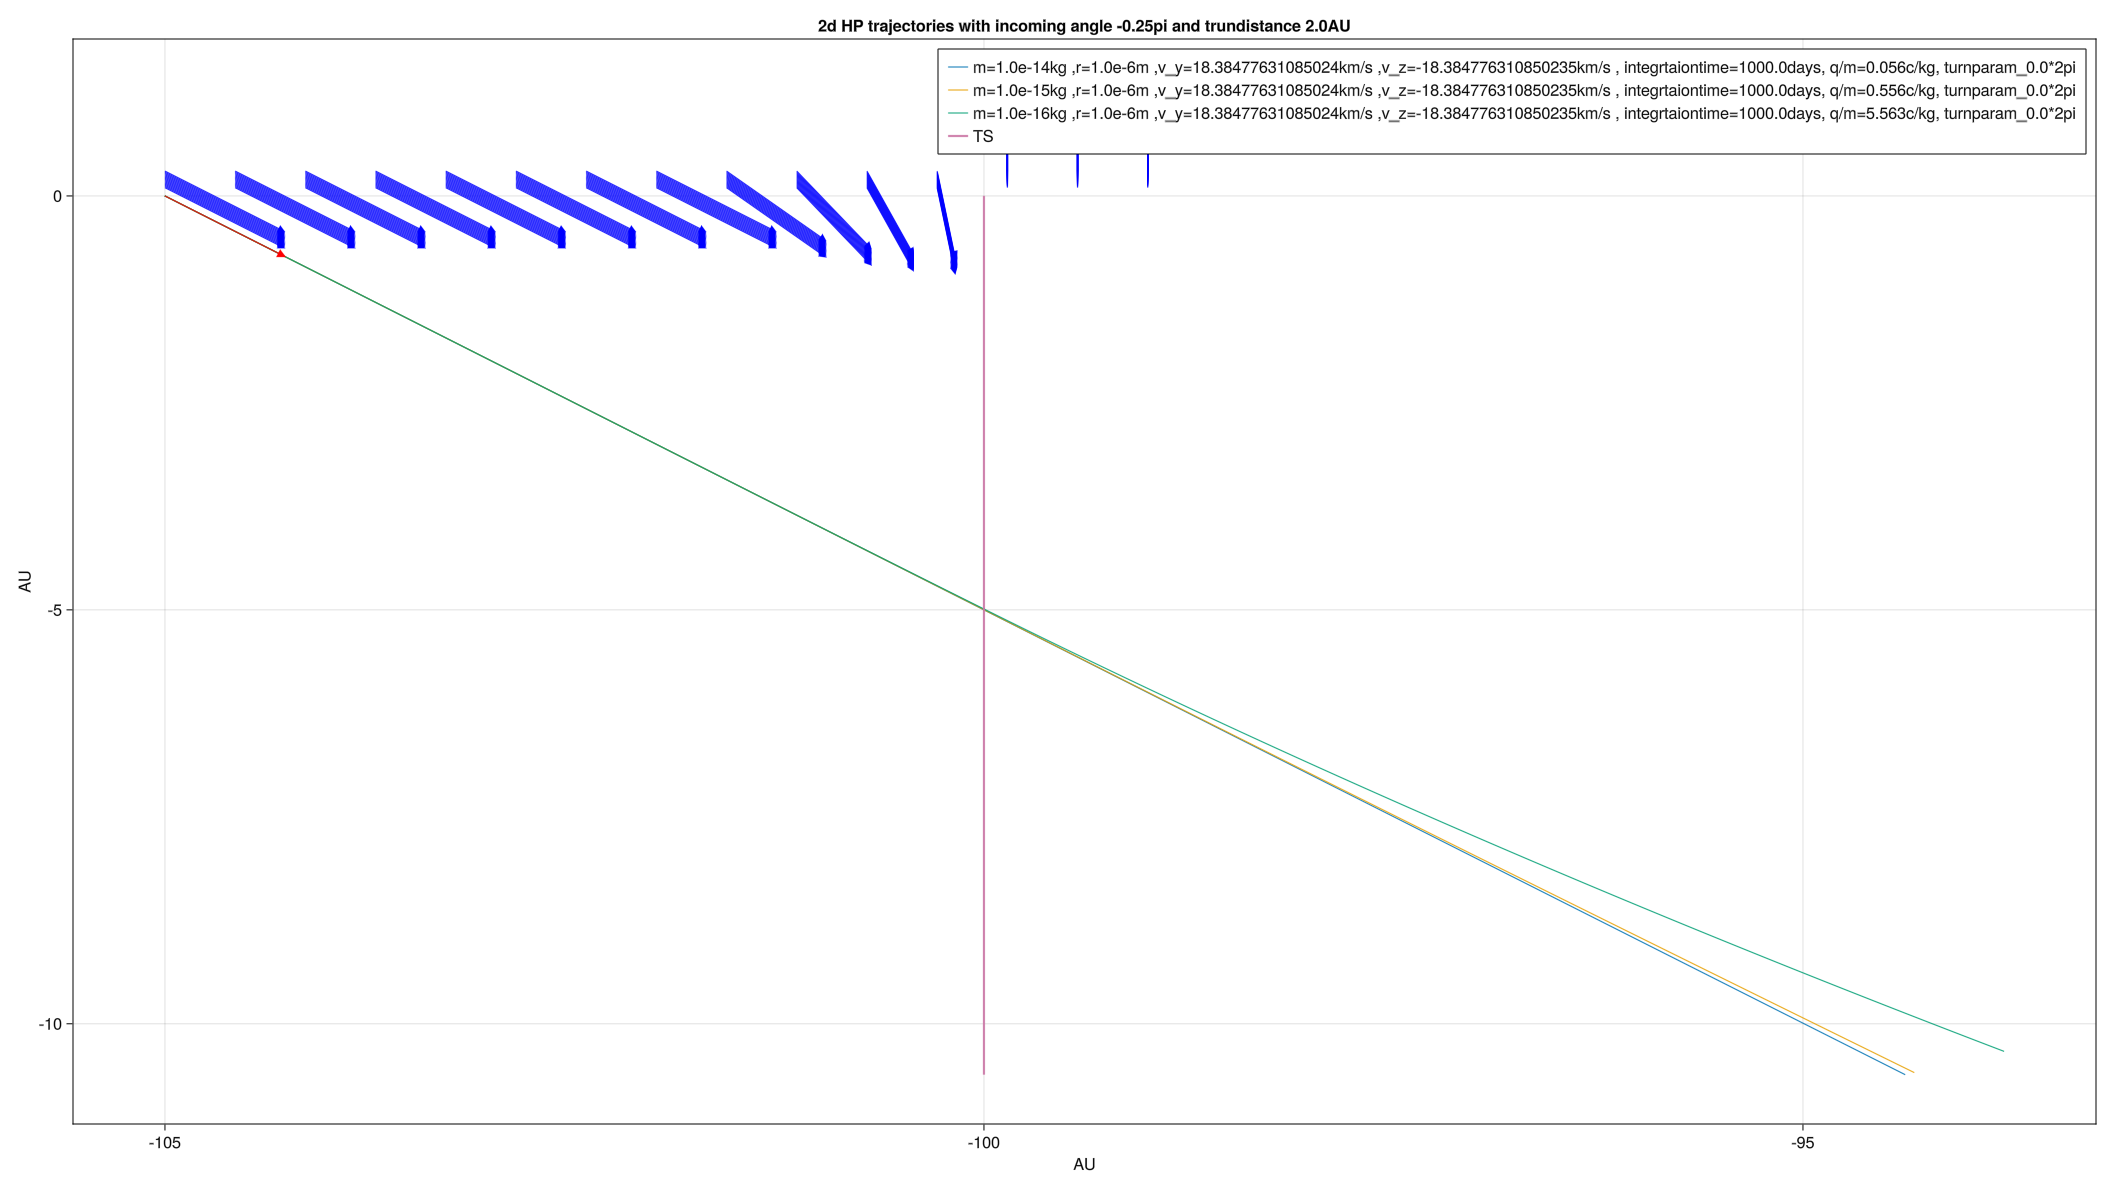 2d HP trajectories with incoming angle -0.25pi and trundistance 2.0AU
m=1.0e-14kg ,r=1.0e-6m ,v_y=18.38477631085024km/s ,v_z=-18.384776310850235km/s , integrtaiontime=1000.0days, q/m=0.056c/kg, turnparam_0.0*2pi
m=1.0e-15kg ,r=1.0e-6m ,v_y=18.38477631085024km/s ,v_z=-18.384776310850235km/s , integrtaiontime=1000.0days, q/m=0.556c/kg, turnparam_0.0*2pi
m=1.0e-16kg ,r=1.0e-6m ,v_y=18.38477631085024km/s ,v_z=-18.384776310850235km/s , integrtaiontime=1000.0days, q/m=5.563c/kg, turnparam_0.0*2pi
TS
0
-5
-10
AU
-105
-100
-95
AU